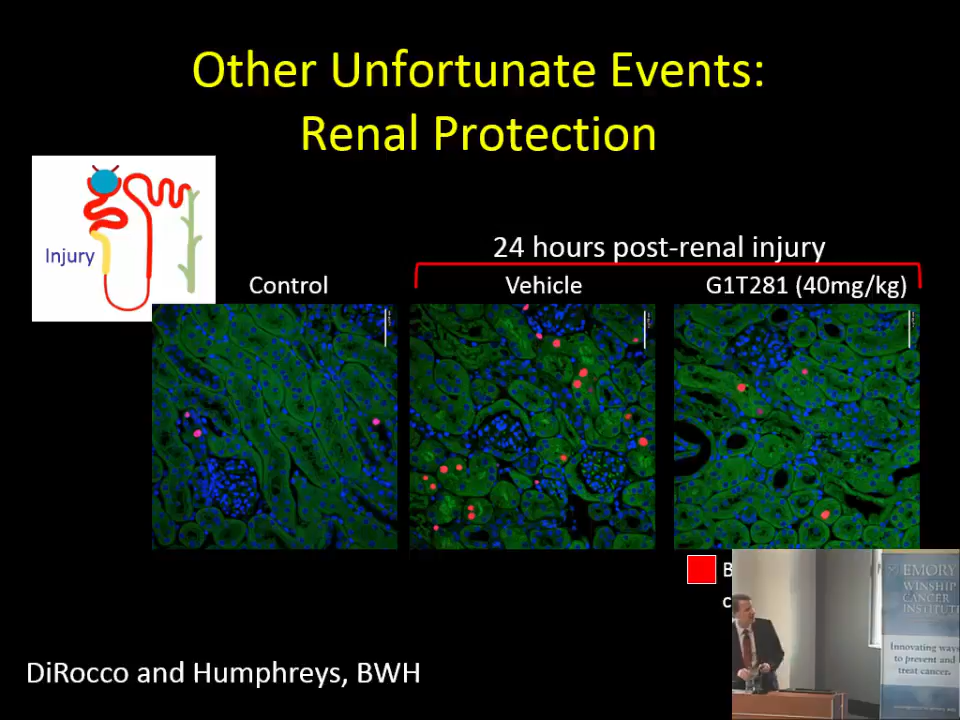 Other Unfortunate Events:
Renal Protection
Injury
24 hours post-renal injury
Control
Vehicle
G1T281 (40mg/kg)
EMORY
WINSHIP
CANCER
INSTITUTE
Innovating ways
to prevent and
treat cancer.
DiRocco and Humphreys, BWH